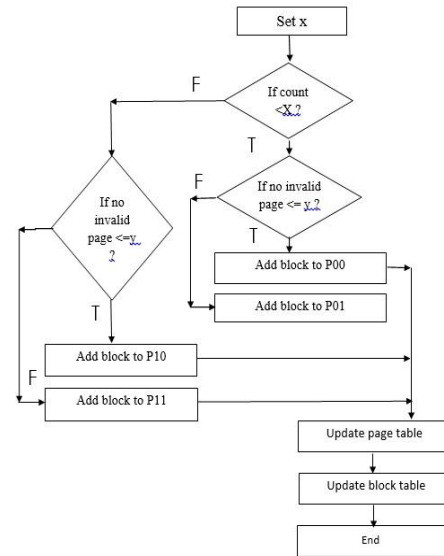 Set x
F
If count
<X ?
T
F
If no invalid
page <= y ?
T
If no
invalid
page <=y
?
Add block to P00
Add block to P01
T
Add block to P10
F
Add block to P11
Update page table
Update block table
End